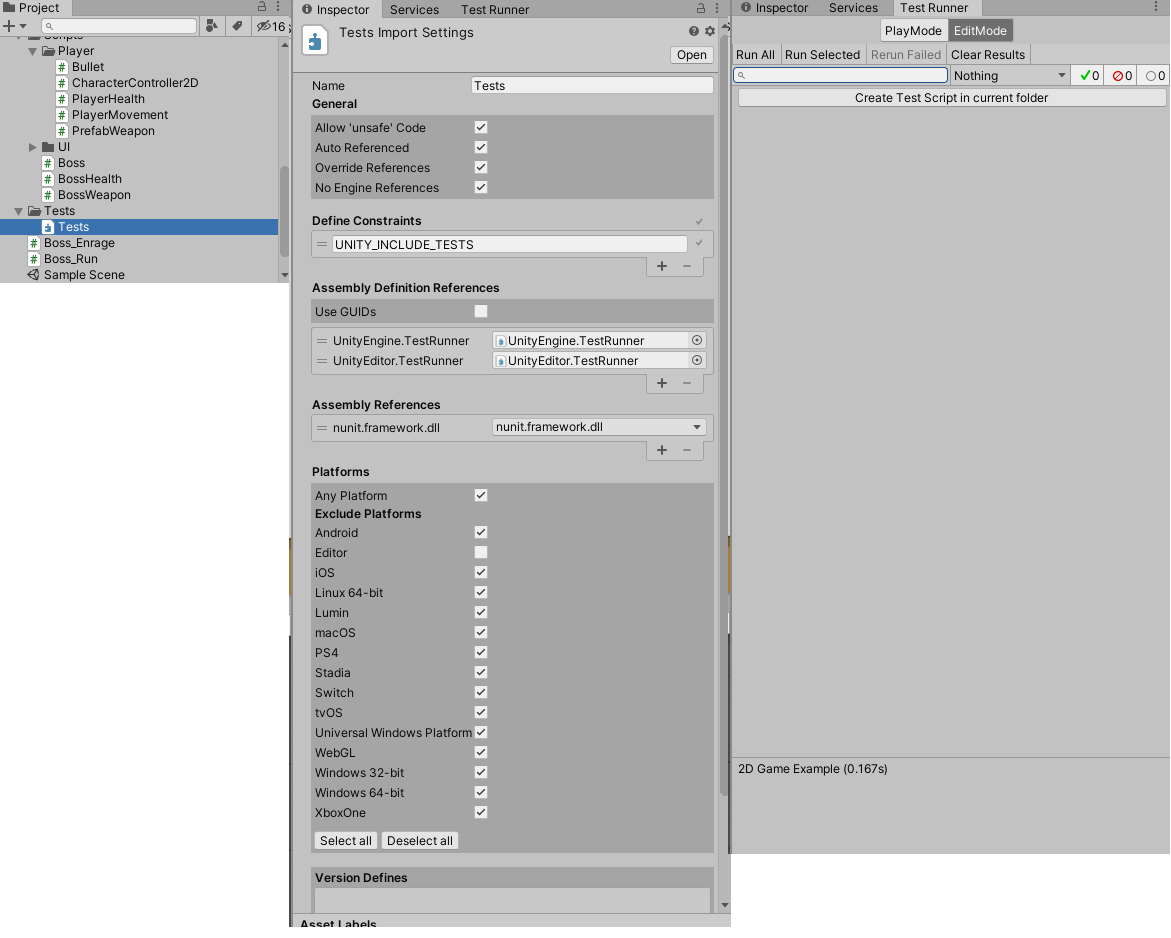 Project
16
Scripts
Player
Bullet
CharacterController2D
PlayerHealth
PlayerMovement
PrefabWeapon
UI
Boss
BossHealth
BossWeapon
Tests
Tests
Boss_Enrage
Boss_Run
Sample Scene
Inspector
Services
Test Runner
Tests Import Settings
Open
Name
Tests
General
Allow 'unsafe' Code
Auto Referenced
Override References
No Engine References
Define Constraints
UNITY_INCLUDE_TESTS
Assembly Definition References
Use GUIDs
UnityEngine.TestRunner
UnityEngine.TestRunner
UnityEditor.TestRunner
UnityEditor.TestRunner
Assembly References
nunit.framework.dll
nunit.framework.dll
Platforms
Any Platform
Exclude Platforms
Android
Editor
iOS
Linux 64-bit
Lumin
macOS
PS4
Stadia
Switch
tvOS
Universal Windows Platform
WebGL
Windows 32-bit
Windows 64-bit
XboxOne
Select all
Deselect all
Version Defines
Asset Labels
Inspector
Services
Test Runner
PlayMode
EditMode
Run All
Run Selected
Rerun Failed
Clear Results
Nothing
0
0
0
Create Test Script in current folder
2D Game Example (0.167s)